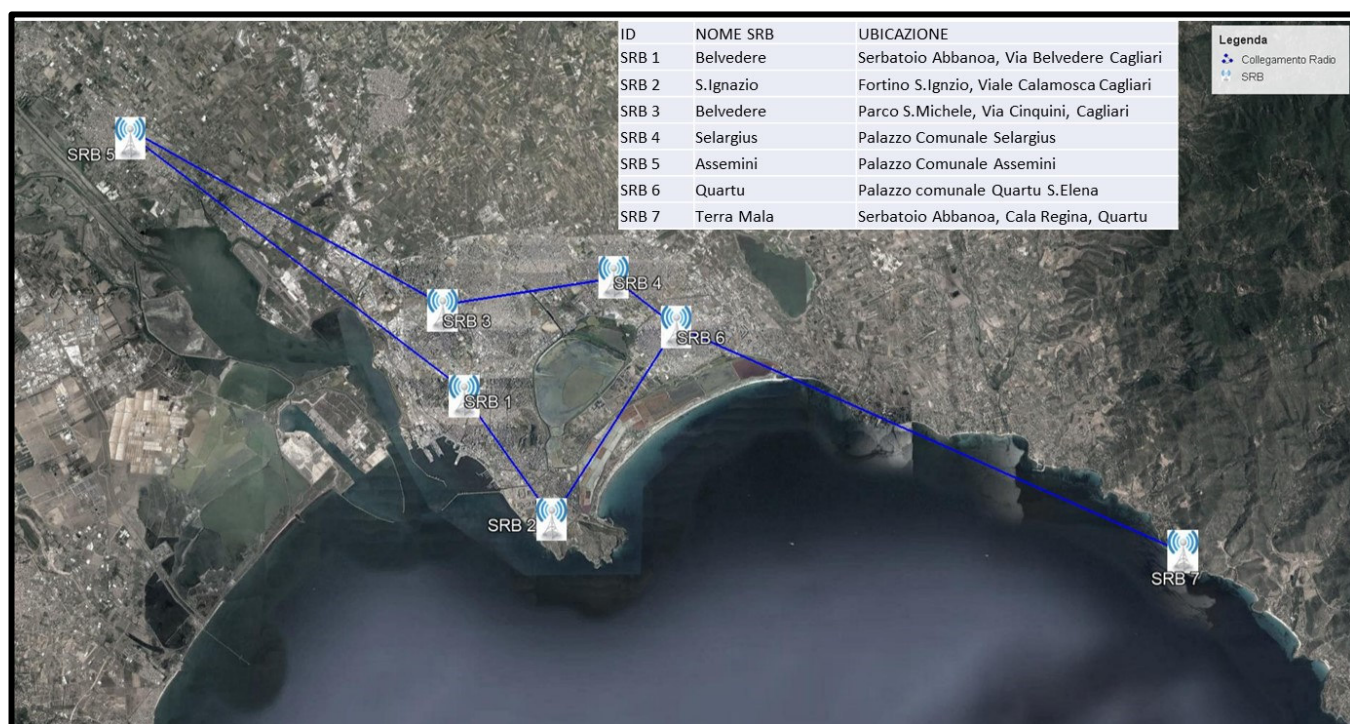 ID NOME SRB UBICAZIONE
SRB 1 Belvedere Serbatoio Abbanoa, Via Belvedere Cagliari
SRB 2 S.Ignazio Fortino S.Ignzio, Viale Calamosca Cagliari
SRB 3 Belvedere Parco S.Michele, Via Cinquini, Cagliari
SRB 4 Selargius Palazzo Comunale Selargius
SRB 5 Assemini Palazzo Comunale Assemini
SRB 6 Quartu Palazzo comunale Quartu S.Elena
SRB 7 Terra Mala Serbatoio Abbanoa, Cala Regina, Quartu
Legenda
Collegamento Radio
SRB
SRB 5
SRB 4
SRB 3
SRB 6
SRB 1
SRB 2
SRB 7